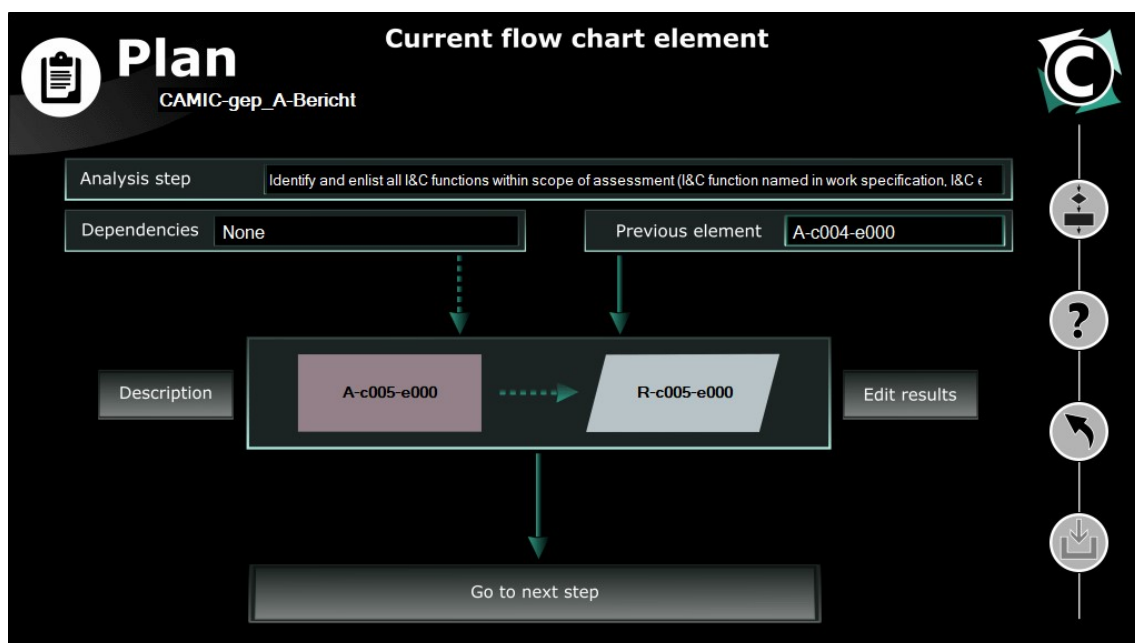 Current flow chart element
Plan
CAMIC-gep_A-Bericht
C
Analysis step
Identify and enlist all I&C functions within scope of assessment (I&C function named in work specification, I&C
Dependencies
None
Previous element
A-c004-e000
Description
A-c005-e000
R-c005-e000
Edit results
?
Go to next step